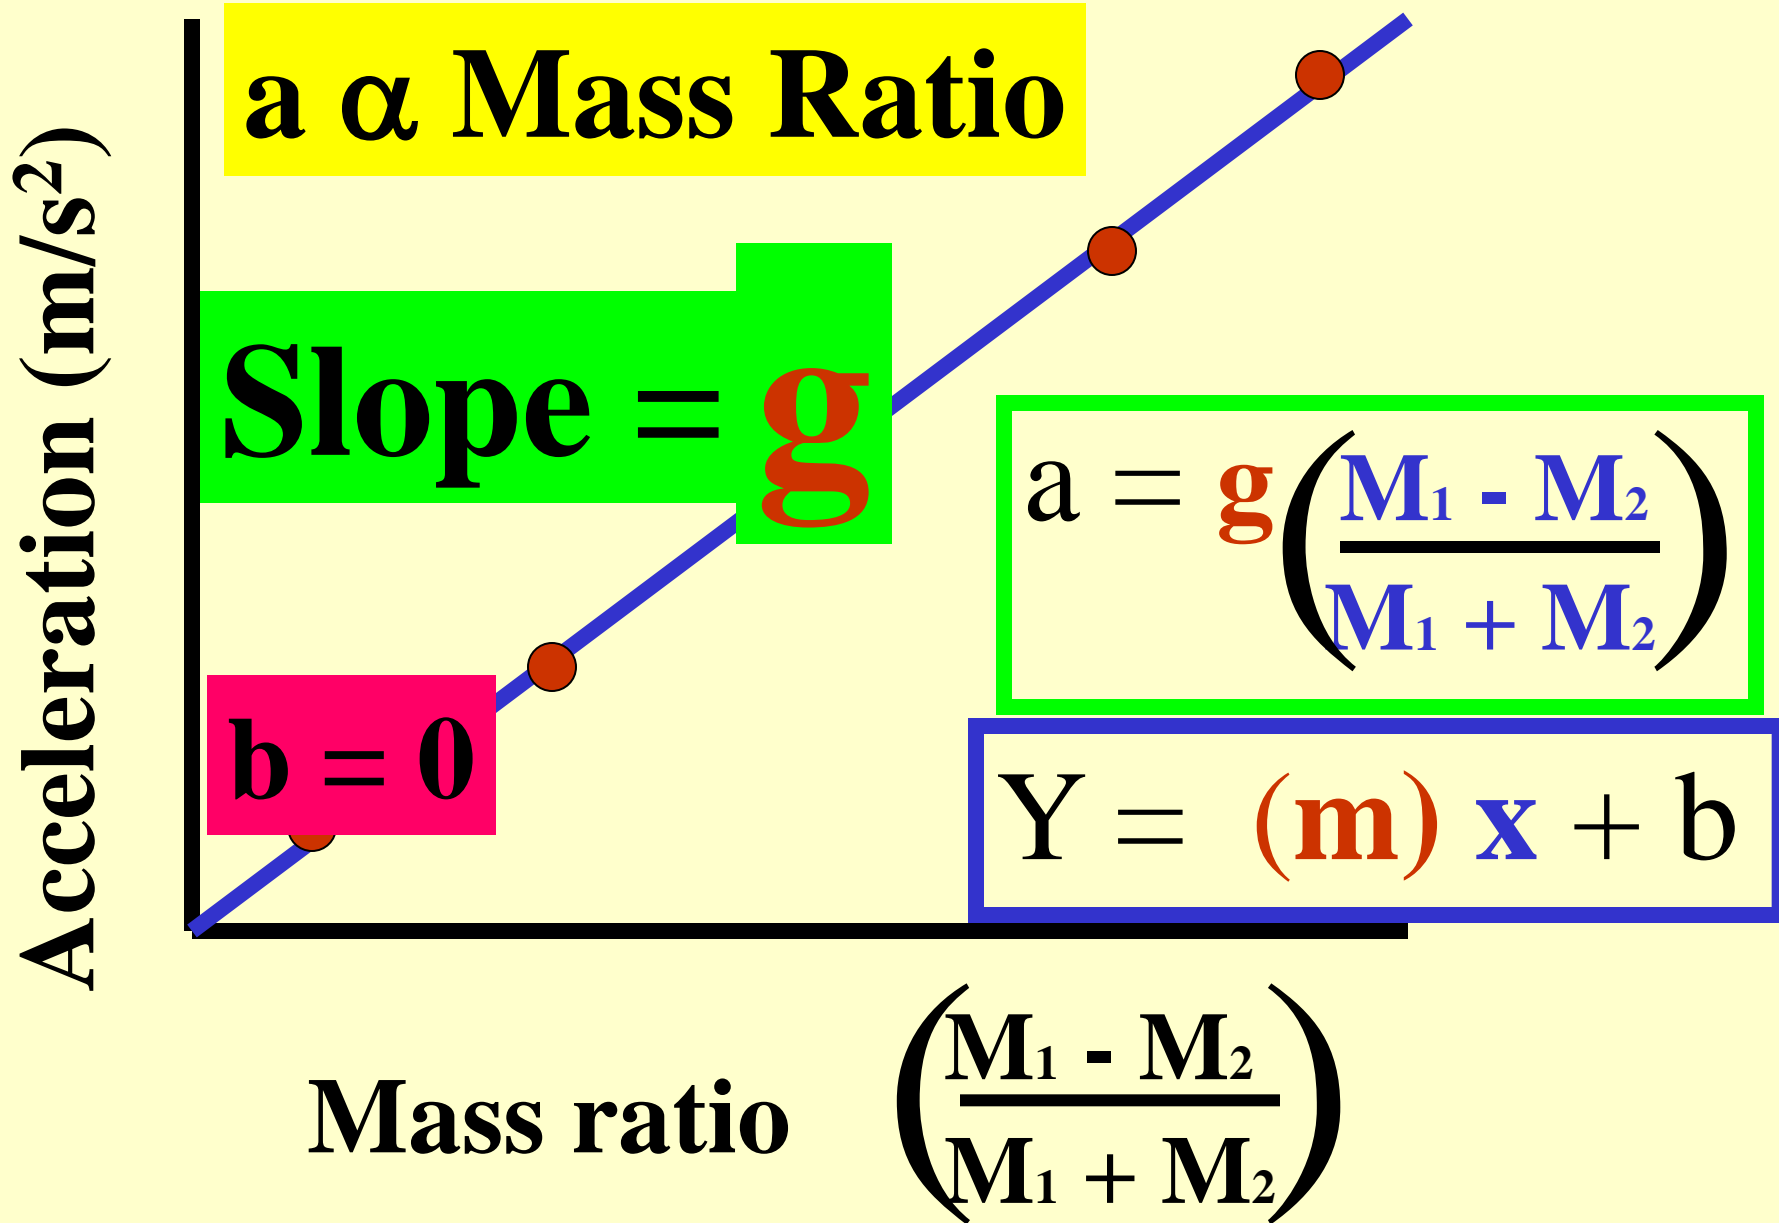 a α Mass Ratio
Acceleration (m/s²)
Slope = g
a = g(M₁ - M₂
M₁ + M₂)
b = 0
Y = (m) x + b
Mass ratio (M₁ - M₂
M₁ + M₂)